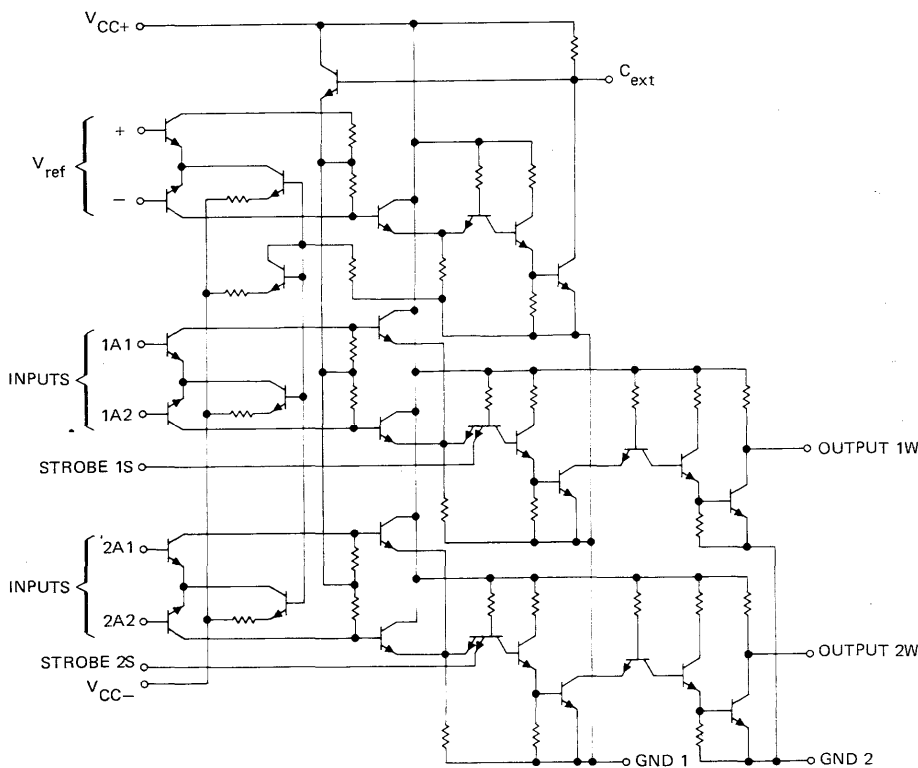 VCC+
Cext
+
Vref
−
1A1
INPUTS
1A2
OUTPUT 1W
STROBE 1S
2A1
INPUTS
2A2
OUTPUT 2W
STROBE 2S
VCC−
GND 1
GND 2